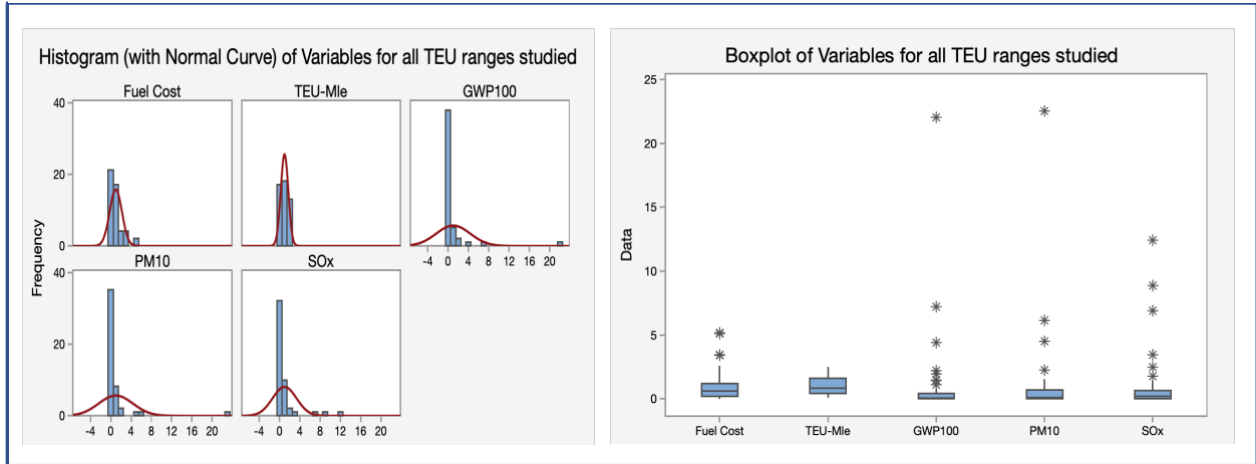 Histogram (with Normal Curve) of Variables for all TEU ranges studied
Fuel Cost TEU-Mle GWP100
40
20
0
-4 0 4 8 12 16 20
PM10 SOx
40
20
0
-4 0 4 8 12 16 20 -4 0 4 8 12 16 20
Frequency
Boxplot of Variables for all TEU ranges studied
25
20
15
10
5
0
Data
Fuel Cost TEU-Mle GWP100 PM10 SOx